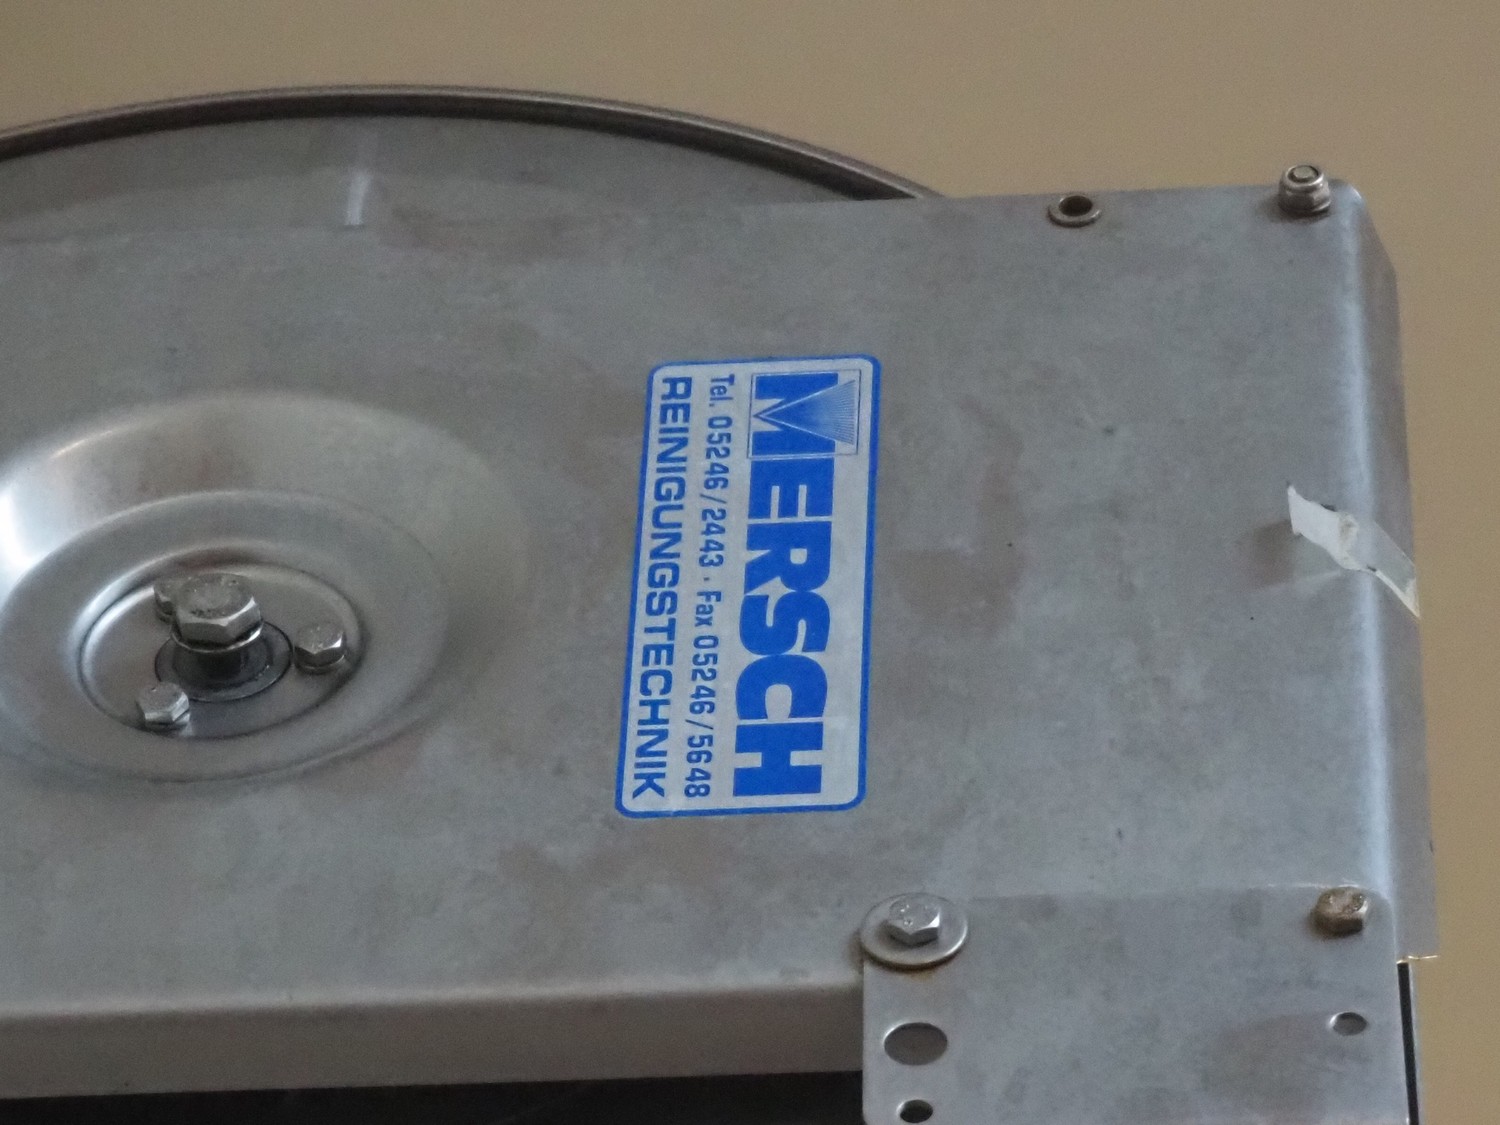 MERSCH
Tel. 05246/2443 · Fax 05246/5648
REINIGUNGSTECHNIK